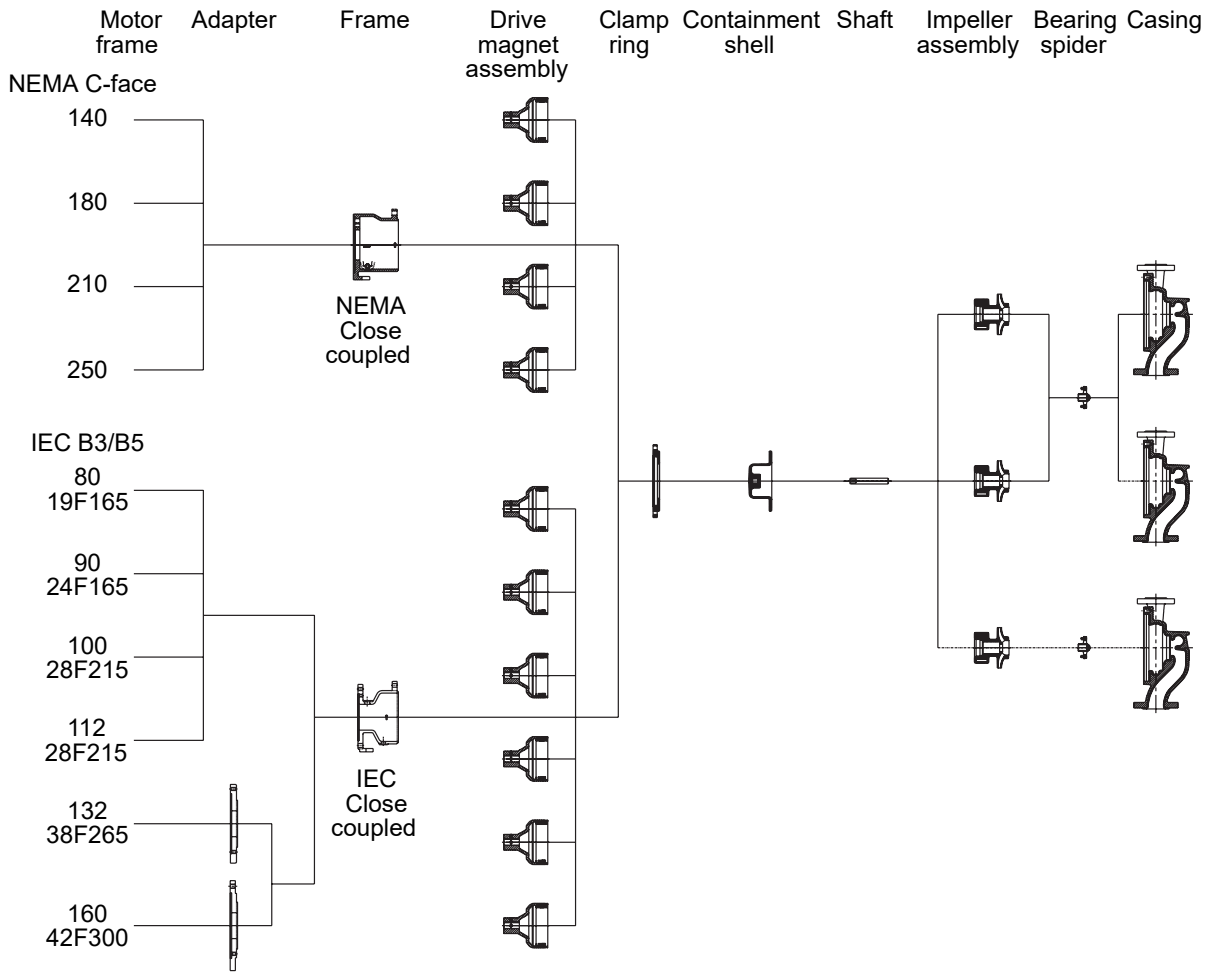 Motor
frame
Adapter
Frame
Drive
magnet
assembly
Clamp
ring
Containment
shell
Shaft
Impeller
assembly
Bearing
spider
Casing
NEMA C-face
140
180
210
250
NEMA
Close
coupled
IEC B3/B5
80
19F165
90
24F165
100
28F215
112
28F215
132
38F265
160
42F300
IEC
Close
coupled